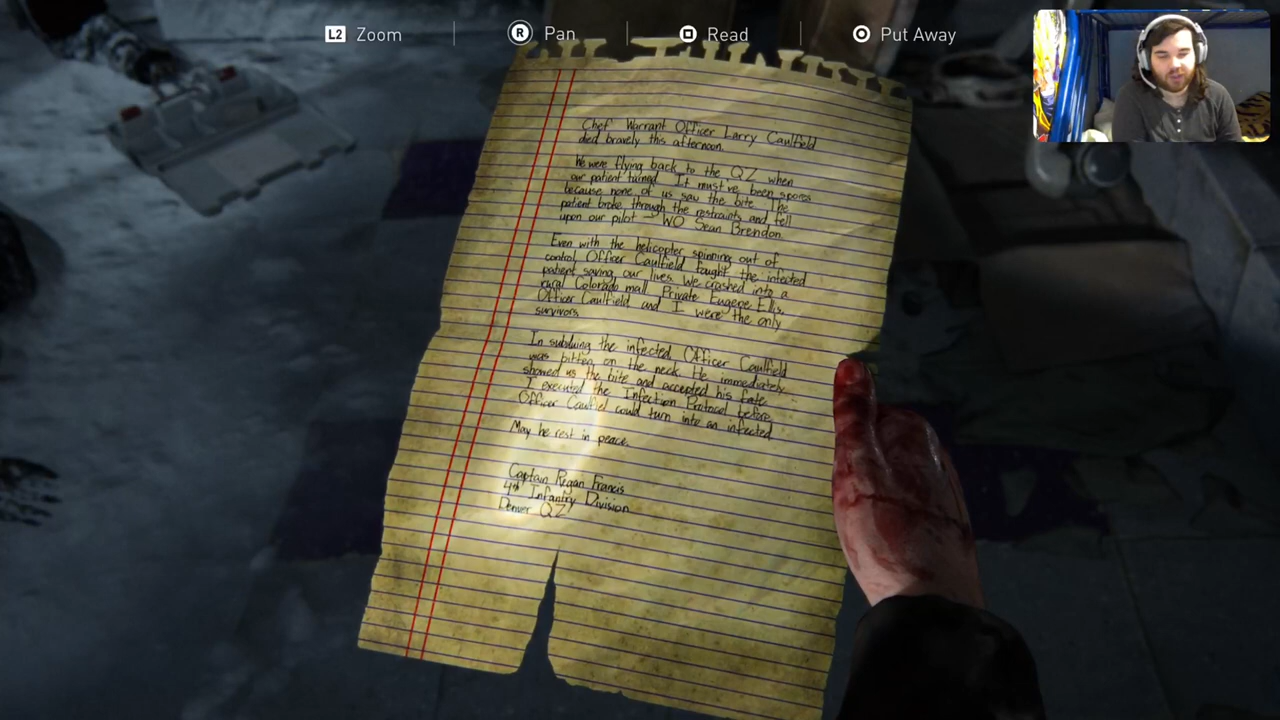 L2 Zoom R Pan Read Put Away
Chef Warrant Officer Larry Caulfield
died bravely this afternoon.
We were flying back to the QZ when
our patient turned. It must've been spores
because none of us saw the bite. The
patient broke through the restraints and fell
upon our pilot - WO Sean Brendon.
Even with the helicopter spinning out of
control, Officer Caulfield fought the infected
patient saving our lives. We crashed into a
rural Colorado mall. Private Eugene Ellis,
Officer Caulfield, and I were the only
survivors.
In subduing the infected, Officer Caulfield
was bitten on the neck. He immediately
showed us the bite and accepted his fate.
I executed the Infection Protocol before
Officer Caulfield could turn into an infected.
May he rest in peace.
Captain Regan Francis
4th Infantry Division
Denver QZ